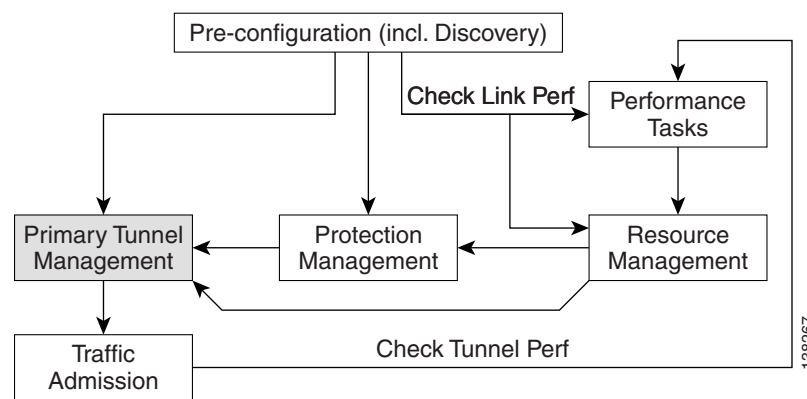 Pre-configuration (incl. Discovery)
Check Link Perf
Performance
Tasks
Primary Tunnel
Management
Protection
Management
Resource
Management
Traffic
Admission
Check Tunnel Perf
138267